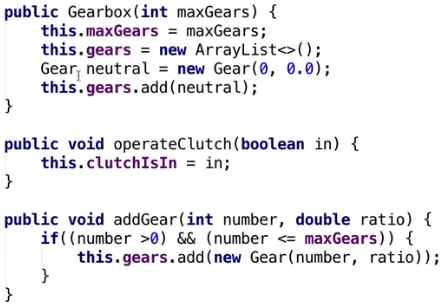 public Gearbox(int maxGears) {
this.maxGears = maxGears;
this.gears = new ArrayList<>();
Gear neutral = new Gear(0, 0.0);
this.gears.add(neutral);
}
public void operateClutch(boolean in) {
this.clutchIsIn = in;
}
public void addGear(int number, double ratio) {
if((number >0) && (number <= maxGears)) {
this.gears.add(new Gear(number, ratio));
}
}